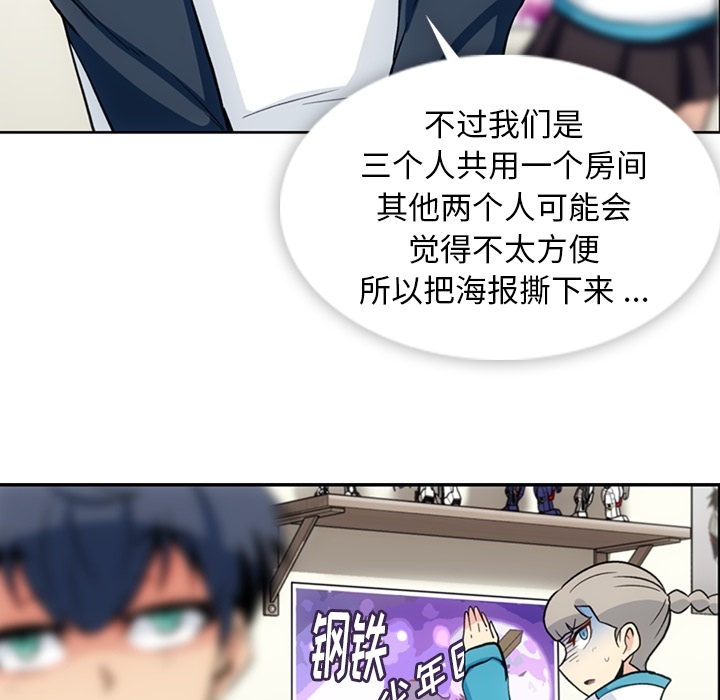 不过我们是
三个人共用一个房间
其他两个人可能会
觉得不太方便
所以把海报撕下来 ...
钢铁
少年